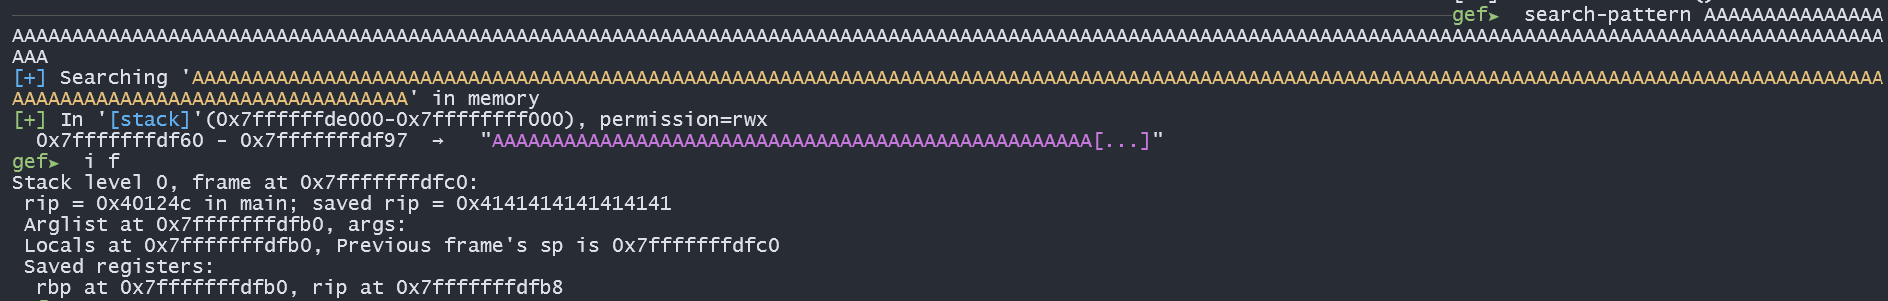 gef➤  search-pattern AAAAAAAAAAAAAAA
AAAAAAAAAAAAAAAAAAAAAAAAAAAAAAAAAAAAAAAAAAAAAAAAAAAAAAAAAAAAAAAAAAAAAAAAAAAAAAAAAAAAAAAAAAAAAAAAAAAAAAAAAAAAAAAAAAAAAAAAAAAAAAAAAAAAAAAAAAAAAAAAAAAAAAAAAAAA
AAA
[+] Searching 'AAAAAAAAAAAAAAAAAAAAAAAAAAAAAAAAAAAAAAAAAAAAAAAAAAAAAAAAAAAAAAAAAAAAAAAAAAAAAAAAAAAAAAAAAAAAAAAAAAAAAAAAAAAAAAAAAAAAAAAAAAAAAAAAAAAAAAAAAAAAA
AAAAAAAAAAAAAAAAAAAAAAAAAAAAAAAAA' in memory
[+] In '[stack]'(0x7ffffffde000-0x7ffffffff000), permission=rwx
  0x7fffffffdf60 - 0x7fffffffdf97  →   "AAAAAAAAAAAAAAAAAAAAAAAAAAAAAAAAAAAAAAAAAAAAAAAAAA[...]"
gef➤  i f
Stack level 0, frame at 0x7fffffffdfc0:
 rip = 0x40124c in main; saved rip = 0x4141414141414141
 Arglist at 0x7fffffffdfb0, args:
 Locals at 0x7fffffffdfb0, Previous frame's sp is 0x7fffffffdfc0
 Saved registers:
  rbp at 0x7fffffffdfb0, rip at 0x7fffffffdfb8